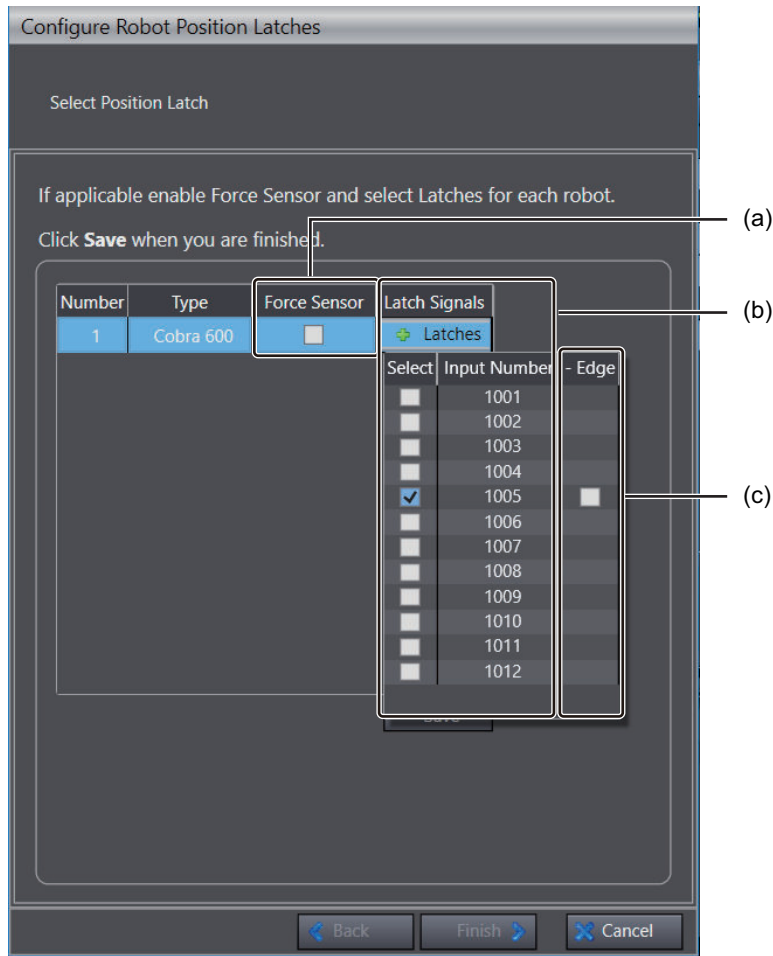 Configure Robot Position Latches
Select Position Latch
If applicable enable Force Sensor and select Latches for each robot.
Click Save when you are finished.
(a)
Number Type Force Sensor Latch Signals
(b)
1 Cobra 600 Latches
Select Input Number - Edge
1001
1002
1003
1004
1005
(c)
1006
1007
1008
1009
1010
1011
1012
Save
Back Finish Cancel